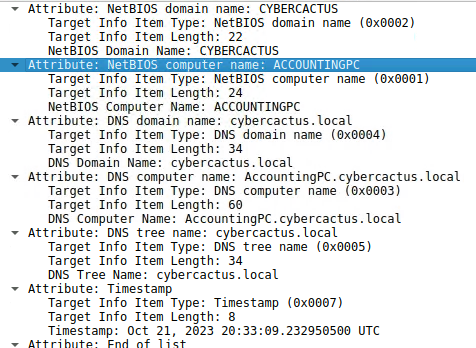 Attribute: NetBIOS domain name: CYBERCACTUS
Target Info Item Type: NetBIOS domain name (0x0002)
Target Info Item Length: 22
NetBIOS Domain Name: CYBERCACTUS
Attribute: NetBIOS computer name: ACCOUNTINGPC
Target Info Item Type: NetBIOS computer name (0x0001)
Target Info Item Length: 24
NetBIOS Computer Name: ACCOUNTINGPC
Attribute: DNS domain name: cybercactus.local
Target Info Item Type: DNS domain name (0x0004)
Target Info Item Length: 34
DNS Domain Name: cybercactus.local
Attribute: DNS computer name: AccountingPC.cybercactus.local
Target Info Item Type: DNS computer name (0x0003)
Target Info Item Length: 60
DNS Computer Name: AccountingPC.cybercactus.local
Attribute: DNS tree name: cybercactus.local
Target Info Item Type: DNS tree name (0x0005)
Target Info Item Length: 34
DNS Tree Name: cybercactus.local
Attribute: Timestamp
Target Info Item Type: Timestamp (0x0007)
Target Info Item Length: 8
Timestamp: Oct 21, 2023 20:33:09.232950500 UTC
Attribute: End of list